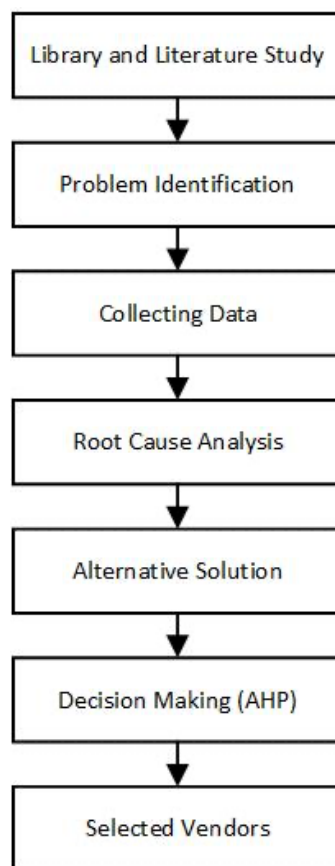 Library and Literature Study
Problem Identification
Collecting Data
Root Cause Analysis
Alternative Solution
Decision Making (AHP)
Selected Vendors